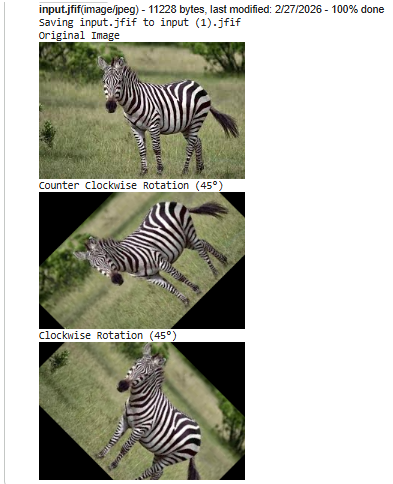 input.jfif(image/jpeg) - 11228 bytes, last modified: 2/27/2026 - 100% done
Saving input.jfif to input (1).jfif
Original Image
Counter Clockwise Rotation (45°)
Clockwise Rotation (45°)